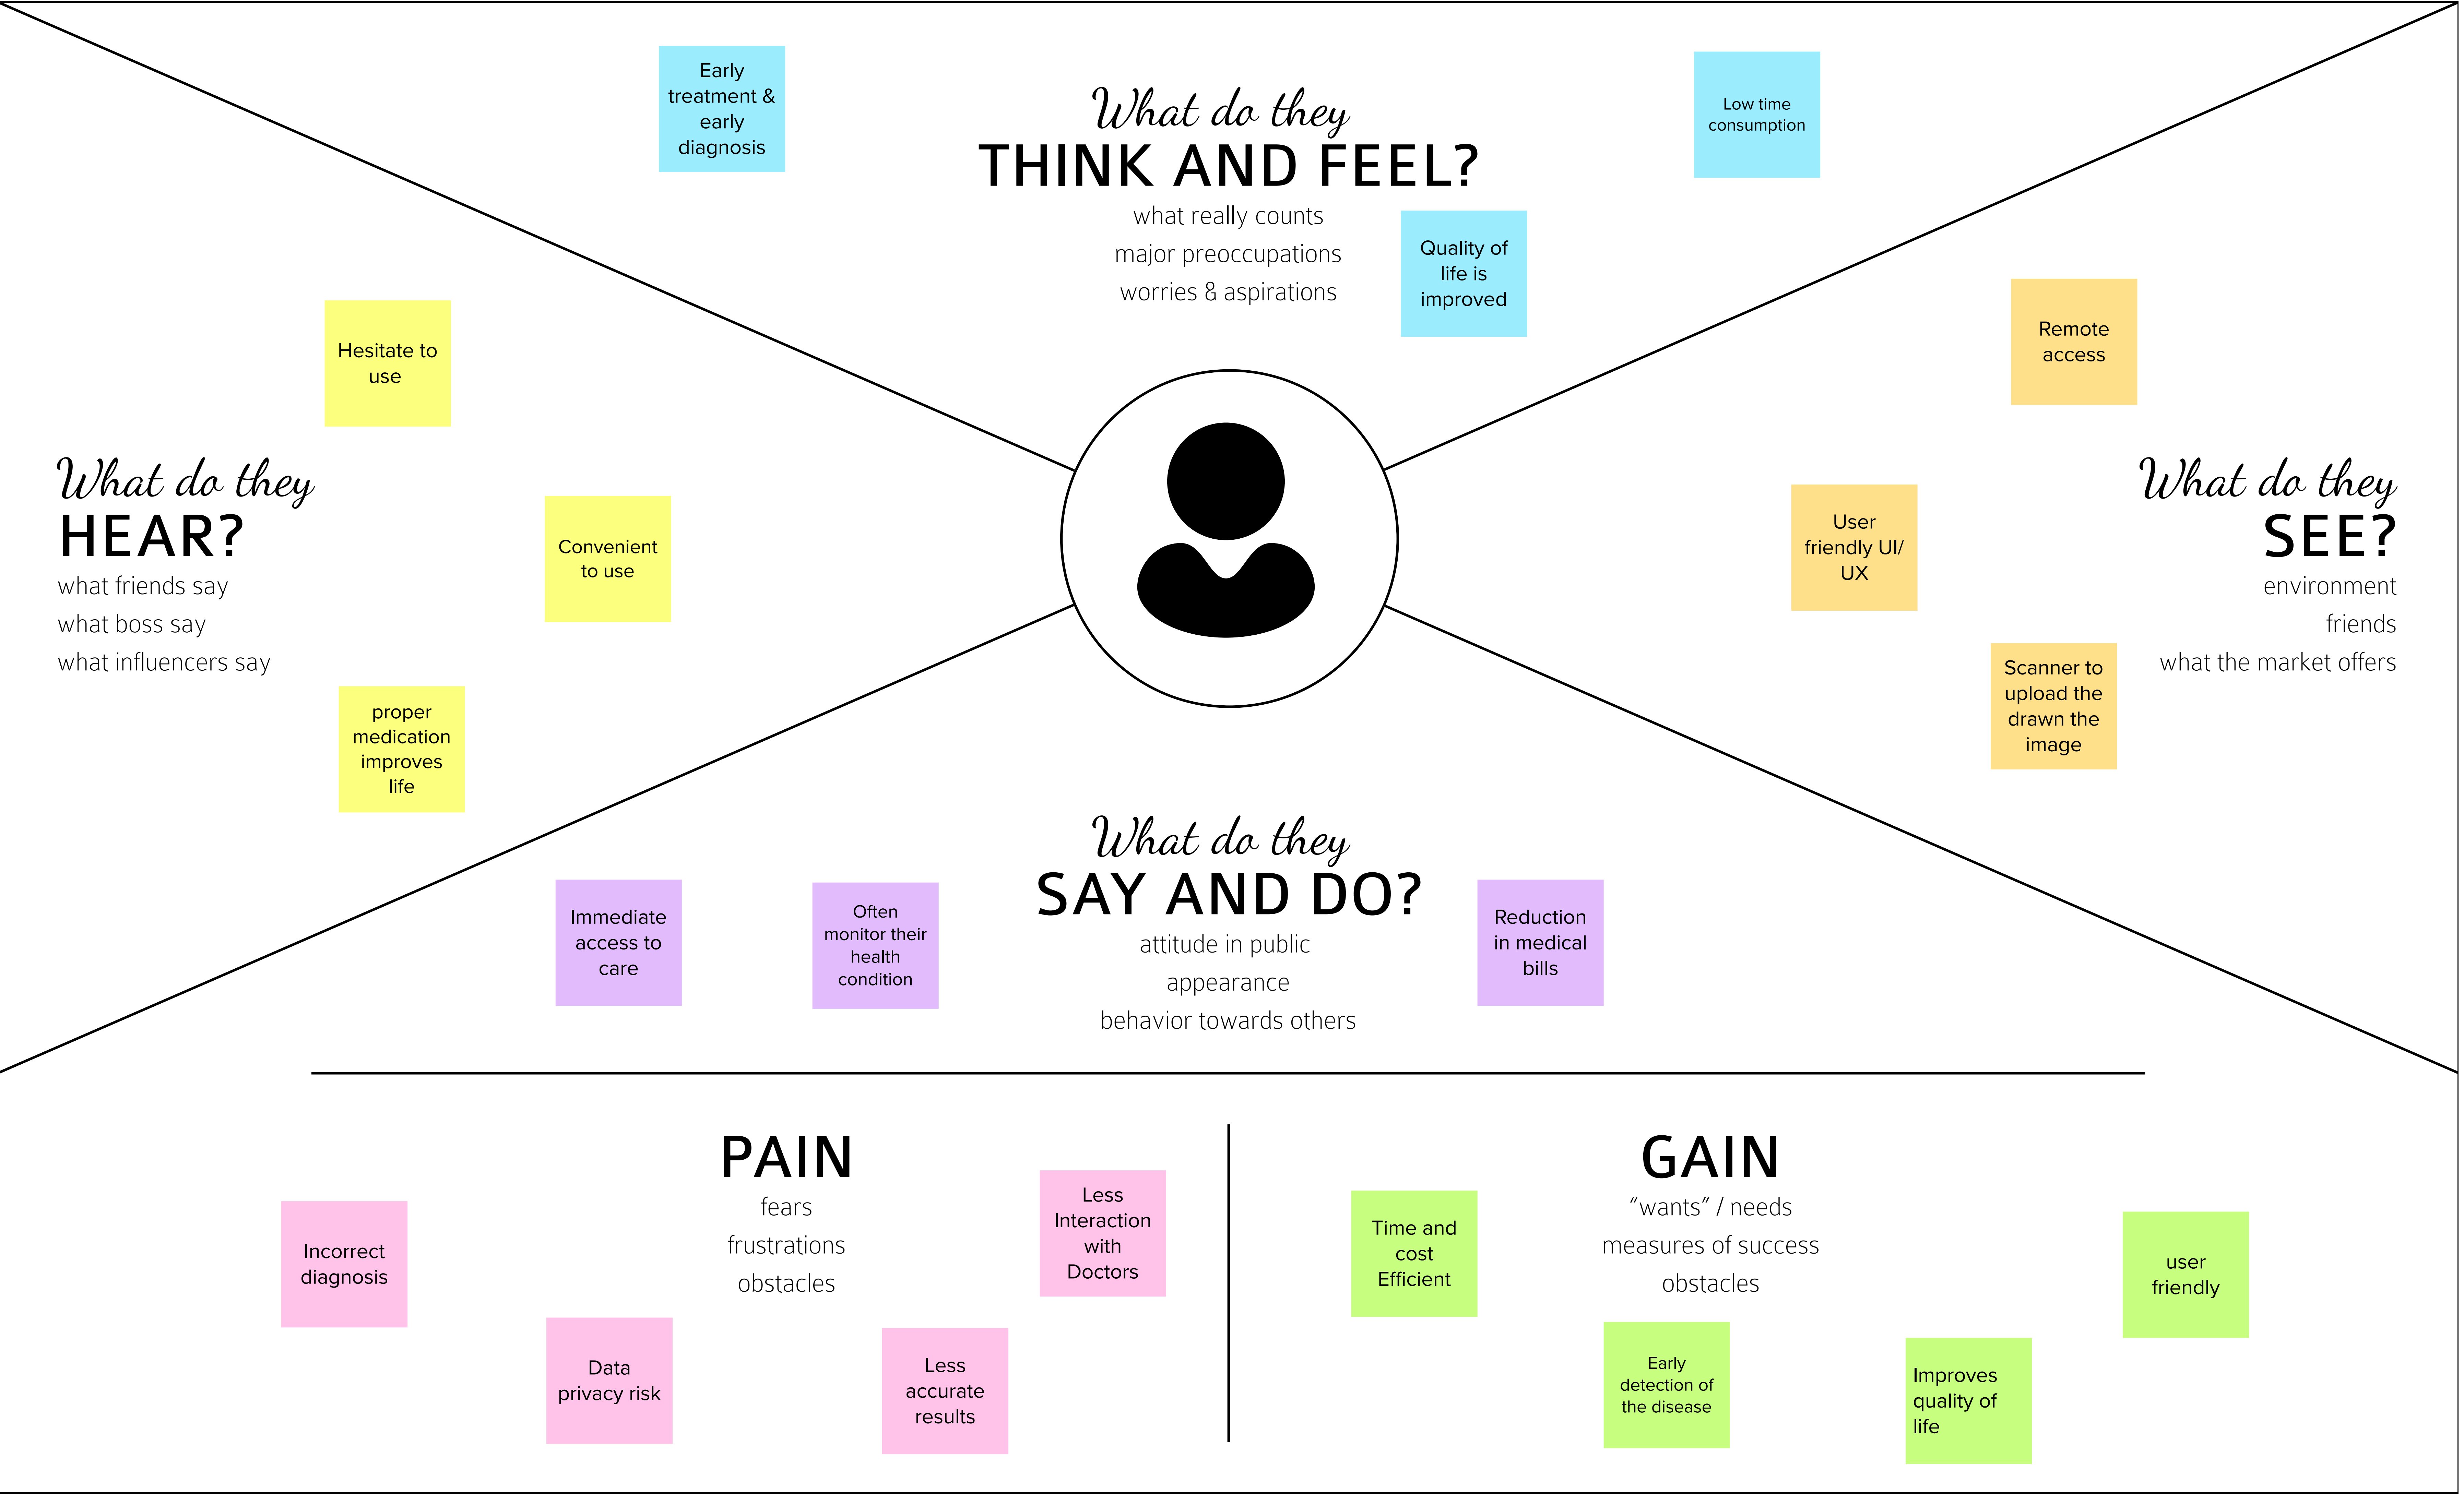 Early
treatment &
early
diagnosis
What do they
THINK AND FEEL?
what really counts
major preoccupations
worries & aspirations
Low time
consumption
Quality of
life is
improved
Hesitate to
use
What do they
HEAR?
what friends say
what boss say
what influencers say
Convenient
to use
proper
medication
improves
life
Remote
access
User
friendly UI/
UX
What do they
SEE?
environment
friends
what the market offers
Scanner to
upload the
drawn the
image
Immediate
access to
care
Often
monitor their
health
condition
What do they
SAY AND DO?
attitude in public
appearance
behavior towards others
Reduction
in medical
bills
PAIN
fears
frustrations
obstacles
Incorrect
diagnosis
Data
privacy risk
Less
accurate
results
Less
Interaction
with
Doctors
GAIN
“wants” / needs
measures of success
obstacles
Time and
cost
Efficient
Early
detection of
the disease
Improves
quality of
life
user
friendly